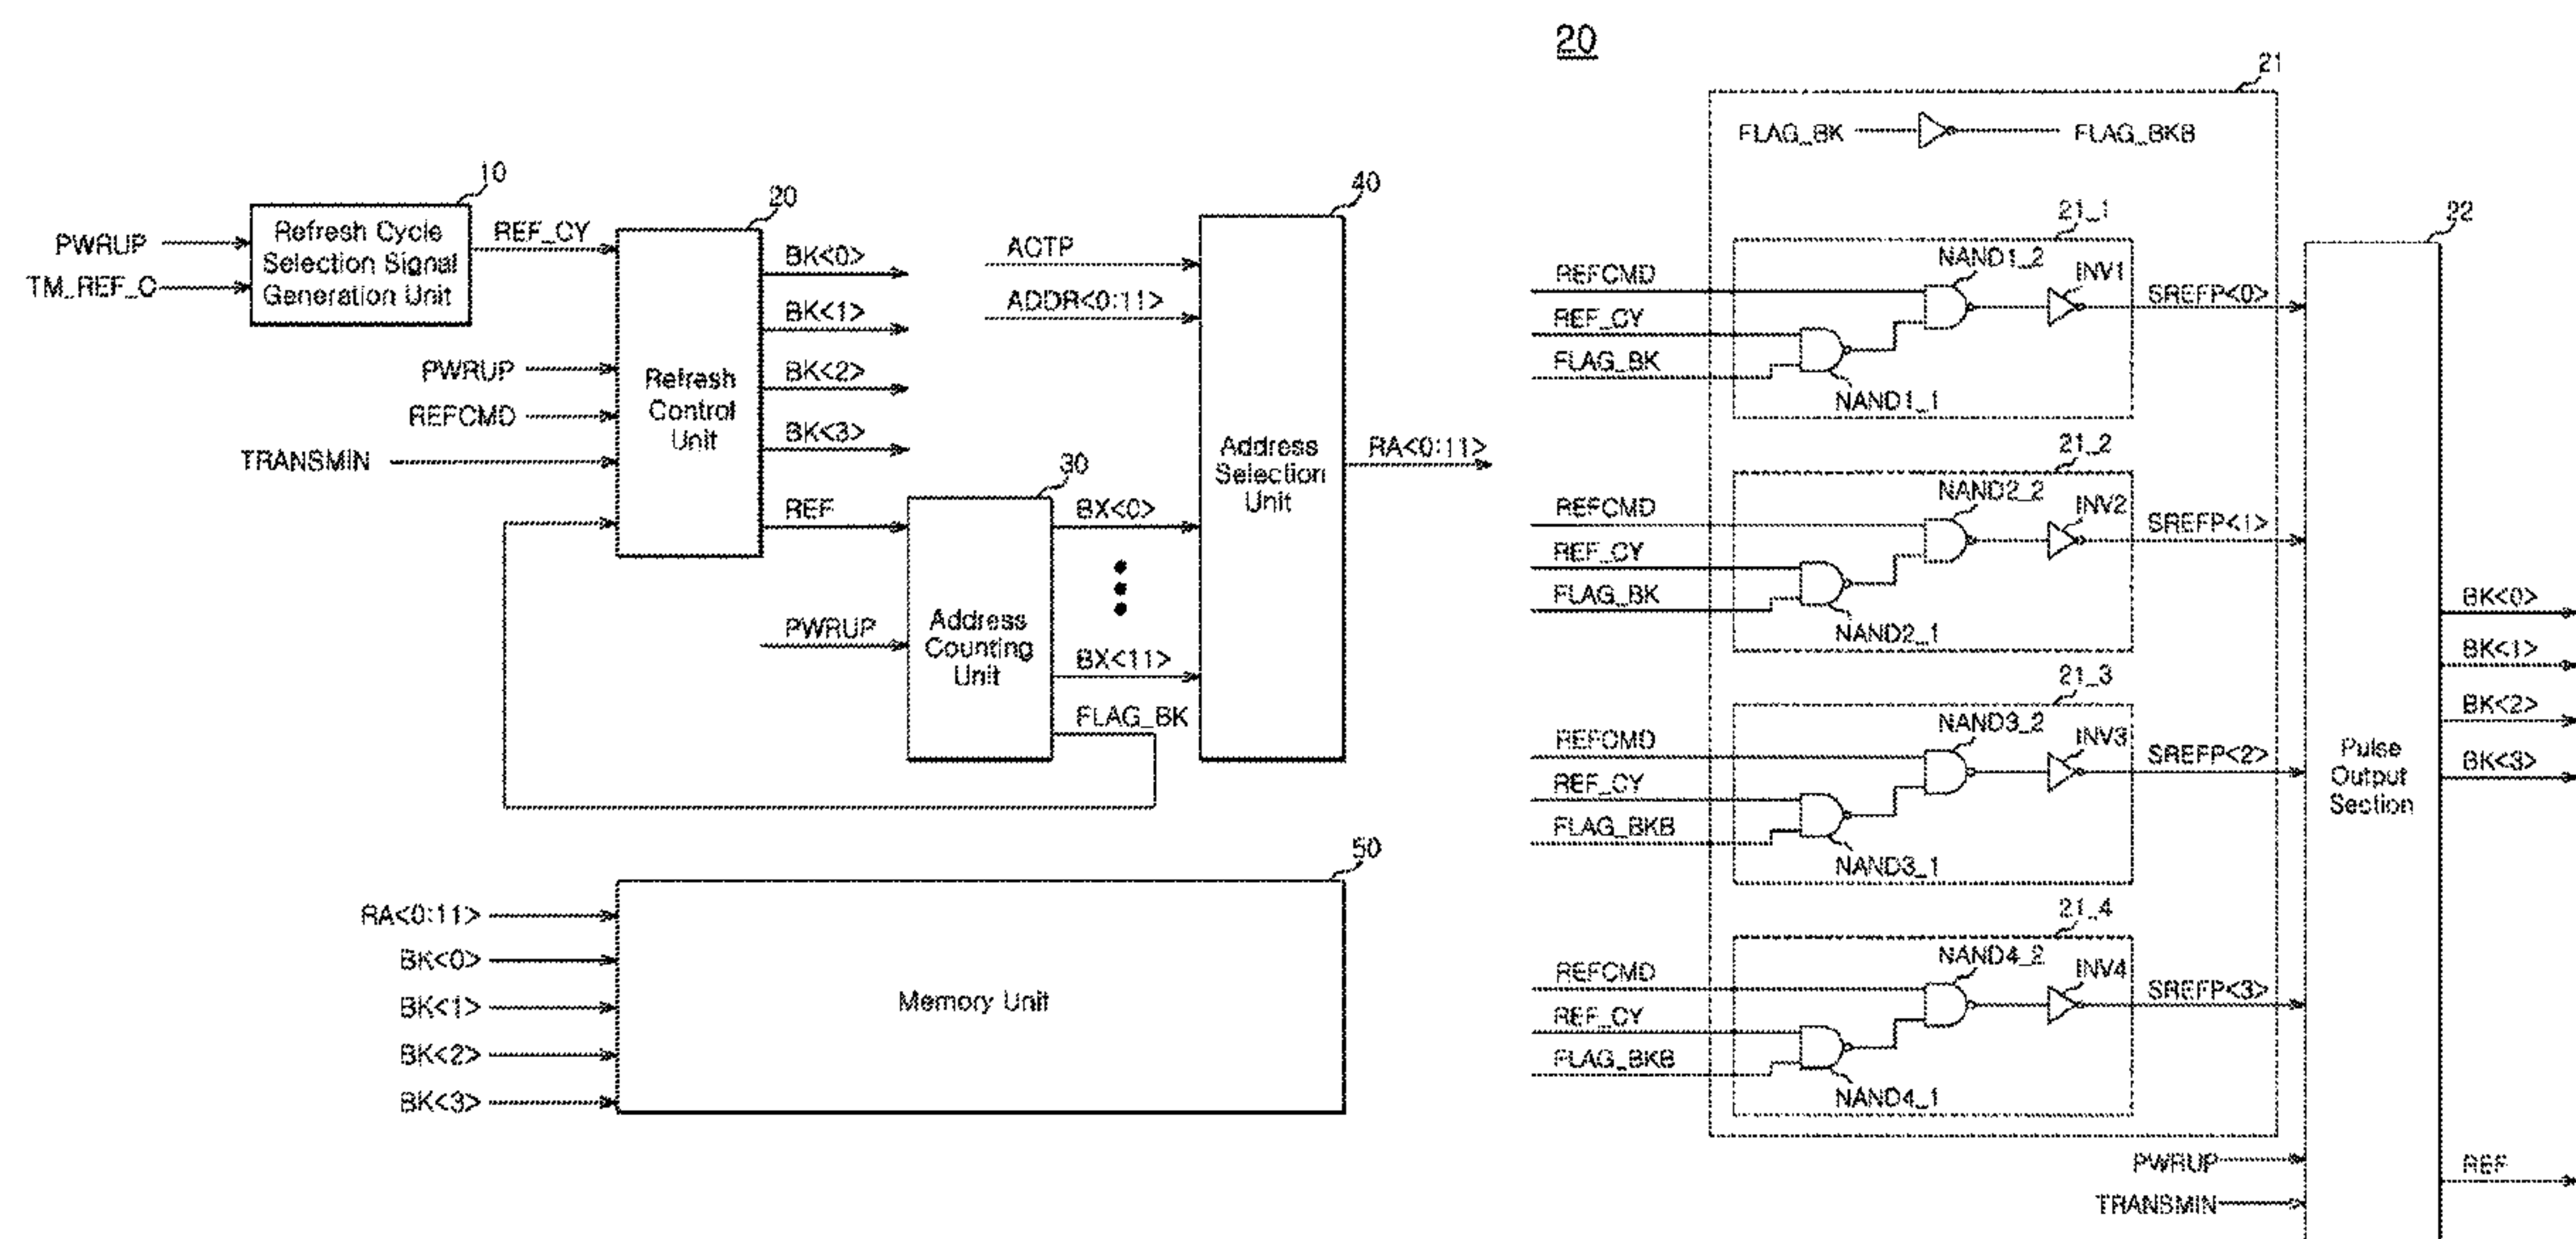 10
PWRUP
TM_REF_C
Refresh Cycle
Selection Signal
Generation Unit
REF_CY
20
PWRUP
REFCMD
TRANSMIN
Refresh
Control
Unit
BK<0>
BK<1>
BK<2>
BK<3>
REF
30
PWRUP
Address
Counting
Unit
BX<0>
BX<11>
FLAG_BK
40
ACTP
ADDR<0:11>
Address
Selection
Unit
RA<0:11>
50
RA<0:11>
BK<0>
BK<1>
BK<2>
BK<3>
Memory Unit
20
21
FLAG_BK
FLAG_BKB
21_1
REFCMD
REF_CY
FLAG_BK
NAND1_2
INV1
NAND1_1
SREFP<0>
21_2
REFCMD
REF_CY
FLAG_BK
NAND2_2
INV2
NAND2_1
SREFP<1>
21_3
REFCMD
REF_CY
FLAG_BKB
NAND3_2
INV3
NAND3_1
SREFP<2>
21_4
REFCMD
REF_CY
FLAG_BKB
NAND4_2
INV4
NAND4_1
SREFP<3>
PWRUP
TRANSMIN
22
Pulse
Output
Section
BK<0>
BK<1>
BK<2>
BK<3>
REF